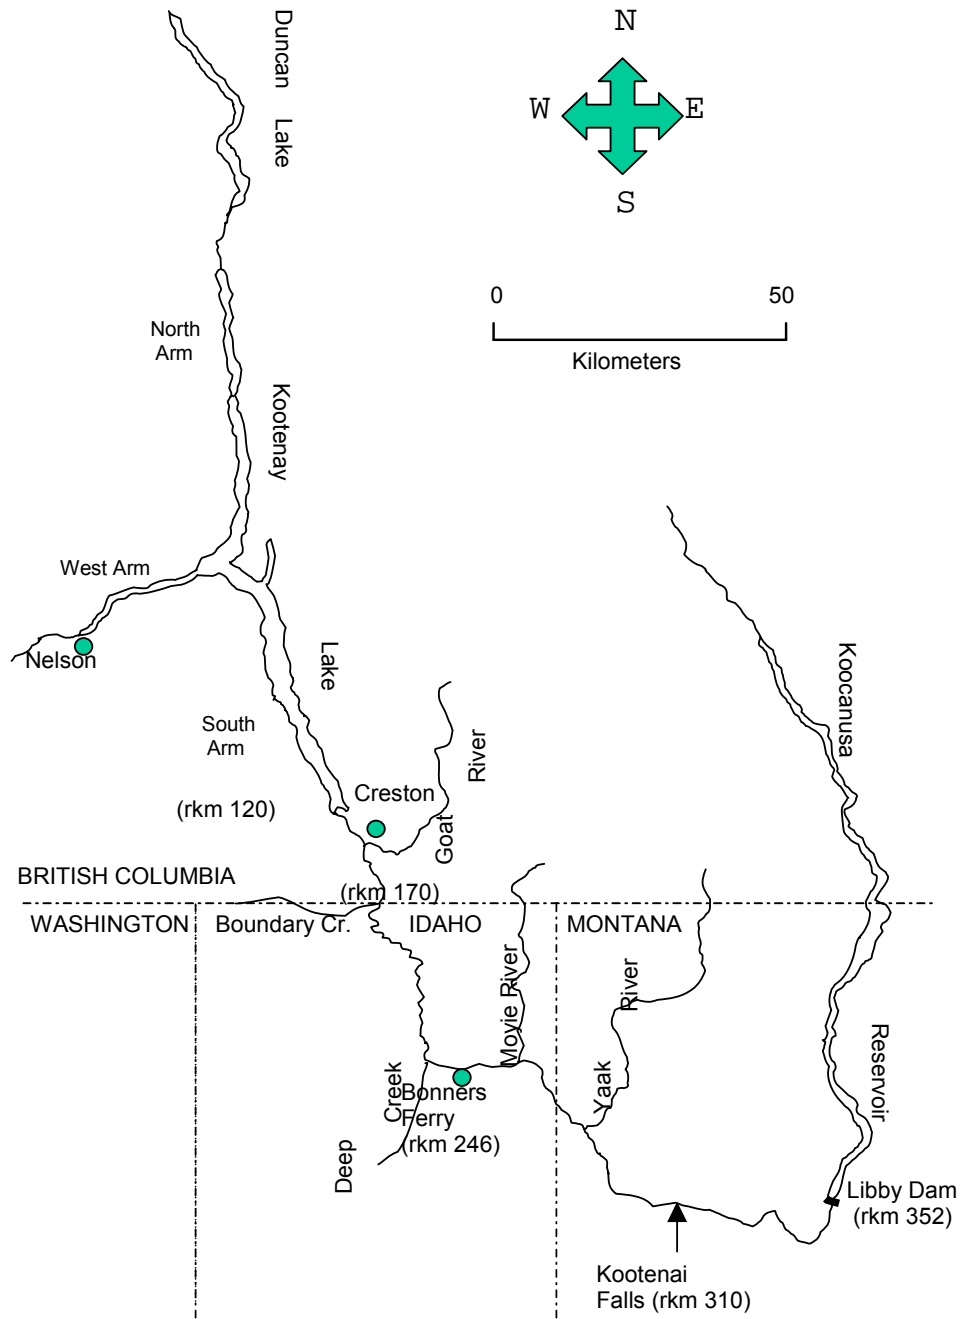 Duncan Lake
N
W
E
S
0
50
Kilometers
North
Arm
Kootenay
West Arm
Nelson
Lake
South
Arm
(rkm 120)
Creston
River
Goat
Koocanusa
BRITISH COLUMBIA
(rkm 170)
WASHINGTON
Boundary Cr.
IDAHO
MONTANA
Moyie River
River
Yaak
Reservoir
Creek
Deep
Bonners
Ferry
(rkm 246)
Libby Dam
(rkm 352)
Kootenai
Falls (rkm 310)